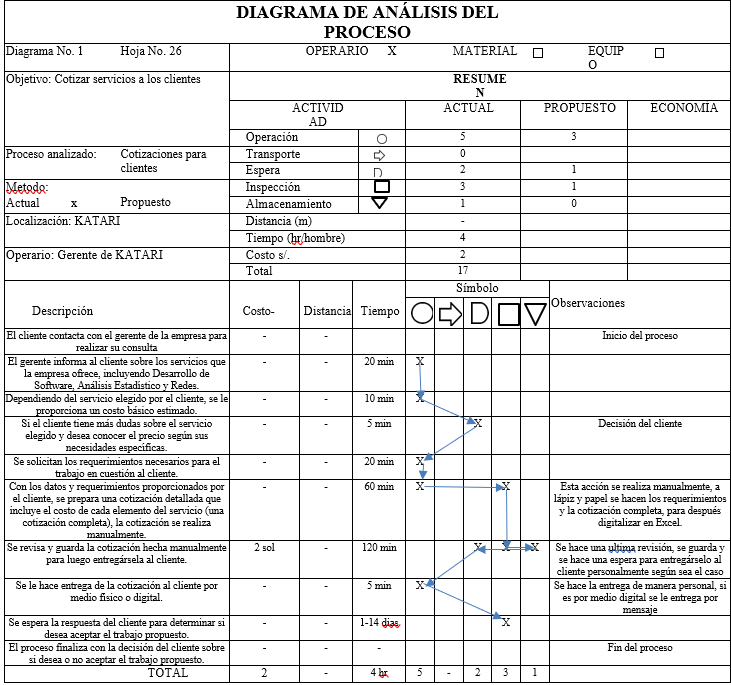 DIAGRAMA DE ANÁLISIS DEL
PROCESO
Diagrama No. 1 Hoja No. 26
OPERARIO X MATERIAL EQUIP
O
Objetivo: Cotizar servicios a los clientes
RESUME
N
ACTIVID
AD
ACTUAL PROPUESTO ECONOMIA
Operación 5 3
Proceso analizado: Cotizaciones para
clientes
Transporte 0
Espera 2 1
Metodo:
Actual x Propuesto
Inspección 3 1
Almacenamiento 1 0
Localización: KATARI
Distancia (m) -
Tiempo (hr/hombre) 4
Operario: Gerente de KATARI
Costo s/. 2
Total 17
Descripción Costo- Distancia Tiempo Símbolo Observaciones
El cliente contacta con el gerente de la empresa para
realizar su consulta
- - Inicio del proceso
El gerente informa al cliente sobre los servicios que
la empresa ofrece, incluyendo Desarrollo de
Software, Análisis Estadístico y Redes.
- - 20 min X
Dependiendo del servicio elegido por el cliente, se le
proporciona un costo básico estimado.
- - 10 min X
Si el cliente tiene más dudas sobre el servicio
elegido y desea conocer el precio según sus
necesidades específicas.
- - 5 min X Decisión del cliente
Se solicitan los requerimientos necesarios para el
trabajo en cuestión al cliente.
- - 20 min X
Con los datos y requerimientos proporcionados por
el cliente, se prepara una cotización detallada que
incluye el costo de cada elemento del servicio (una
cotización completa), la cotización se realiza
manualmente.
- - 60 min X X
Esta acción se realiza manualmente, a
lápiz y papel se hacen los requerimientos
y la cotización completa, para después
digitalizar en Excel.
Se revisa y guarda la cotización hecha manualmente
para luego entregársela al cliente.
2 sol - 120 min X X X
Se hace una ultima revisión, se guarda y
se hace una espera para entregárselo al
cliente personalmente según sea el caso
Se le hace entrega de la cotización al cliente por
medio fisico o digital.
- - 5 min X
Se hace la entrega de manera personal, si
es por medio digital se le entrega por
mensaje
Se espera la respuesta del cliente para determinar si
desea aceptar el trabajo propuesto.
- - 1-14 dias X
El proceso finaliza con la decisión del cliente sobre
si desea o no aceptar el trabajo propuesto.
- - - Fin del proceso
TOTAL 2 - 4 hr 5 - 2 3 1